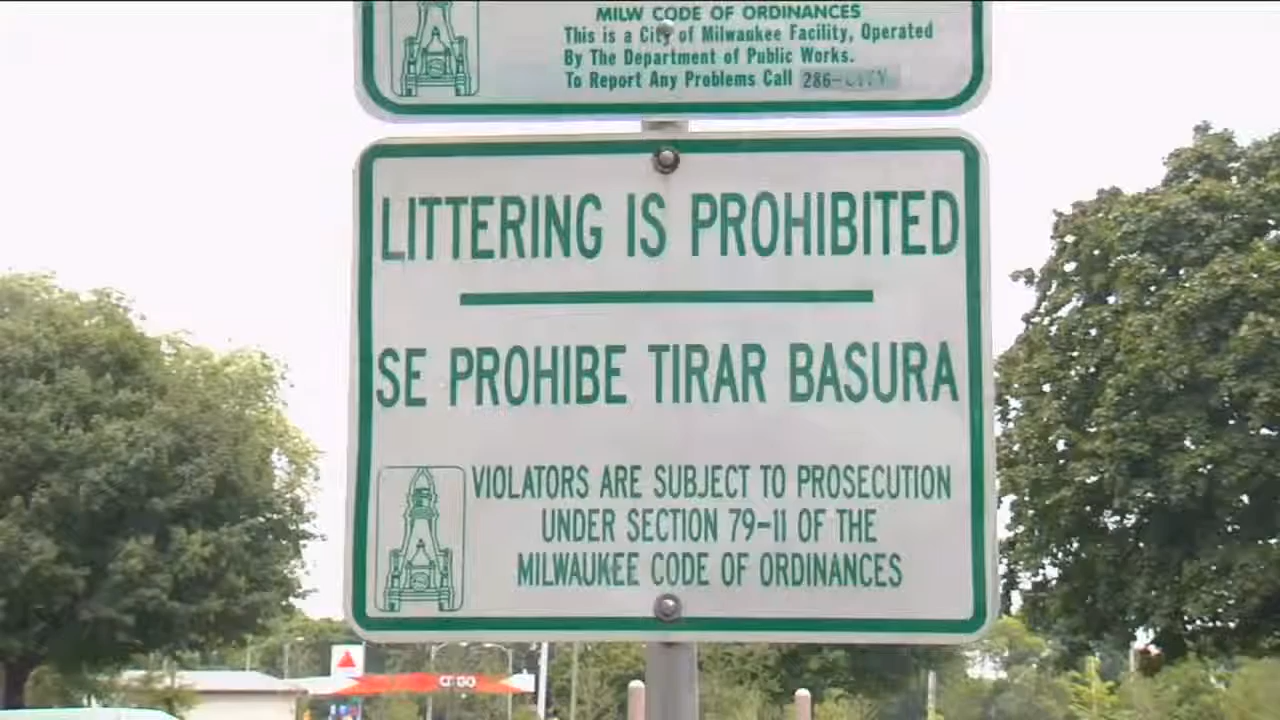 MILW CODE OF ORDINANCES
This is a City of Milwaukee Facility, Operated
By The Department of Public Works.
To Report Any Problems Call 286-CITY
LITTERING IS PROHIBITED
SE PROHIBE TIRAR BASURA
VIOLATORS ARE SUBJECT TO PROSECUTION
UNDER SECTION 79-11 OF THE
MILWAUKEE CODE OF ORDINANCES
CITGO